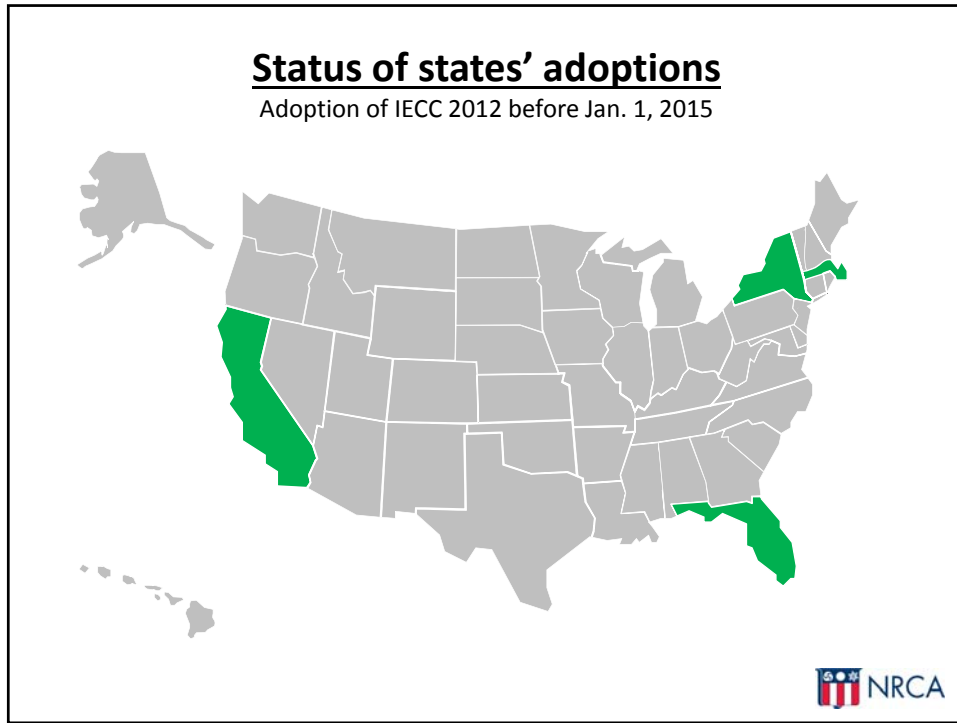 Status of states’ adoptions
Adoption of IECC 2012 before Jan. 1, 2015
NRCA